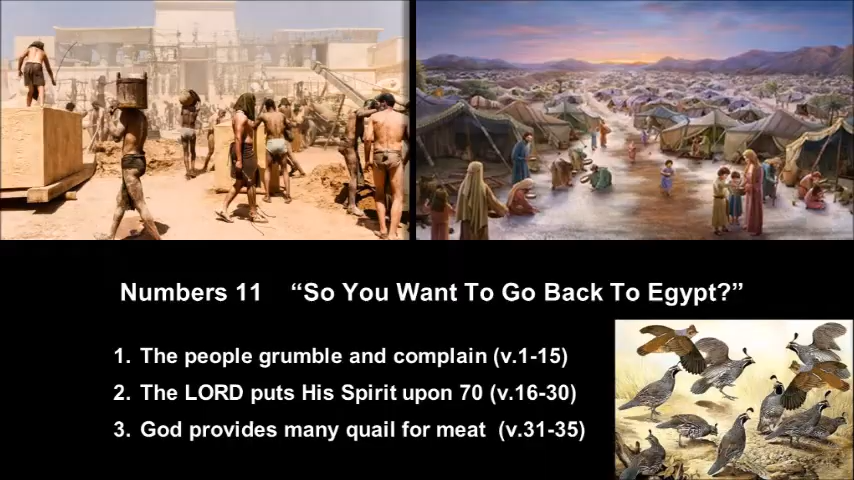 Numbers 11 “So You Want To Go Back To Egypt?”
1. The people grumble and complain (v.1-15)
2. The LORD puts His Spirit upon 70 (v.16-30)
3. God provides many quail for meat (v.31-35)